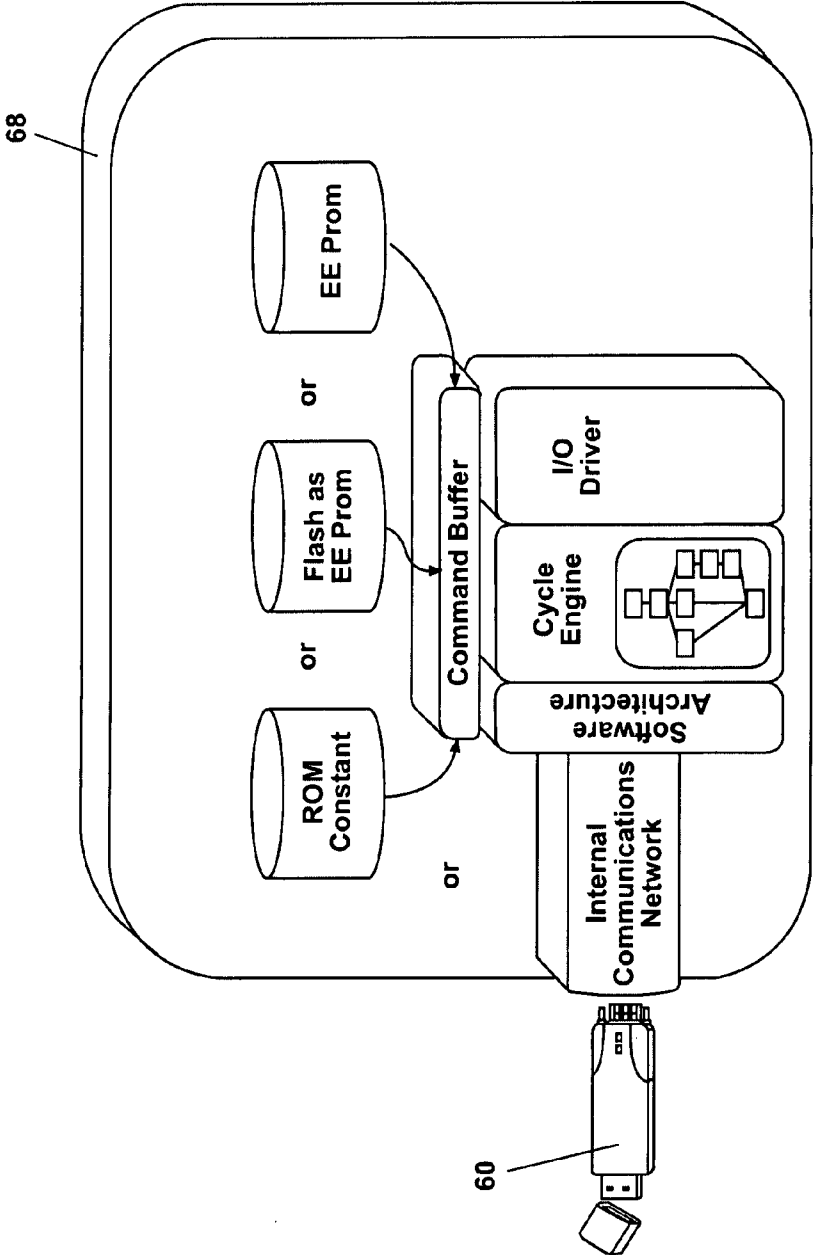 68
ROM
Constant
or
Flash as
EE Prom
or
EE Prom
or
Command Buffer
60
Internal
Communications
Network
Software
Architecture
Cycle
Engine
I/O
Driver